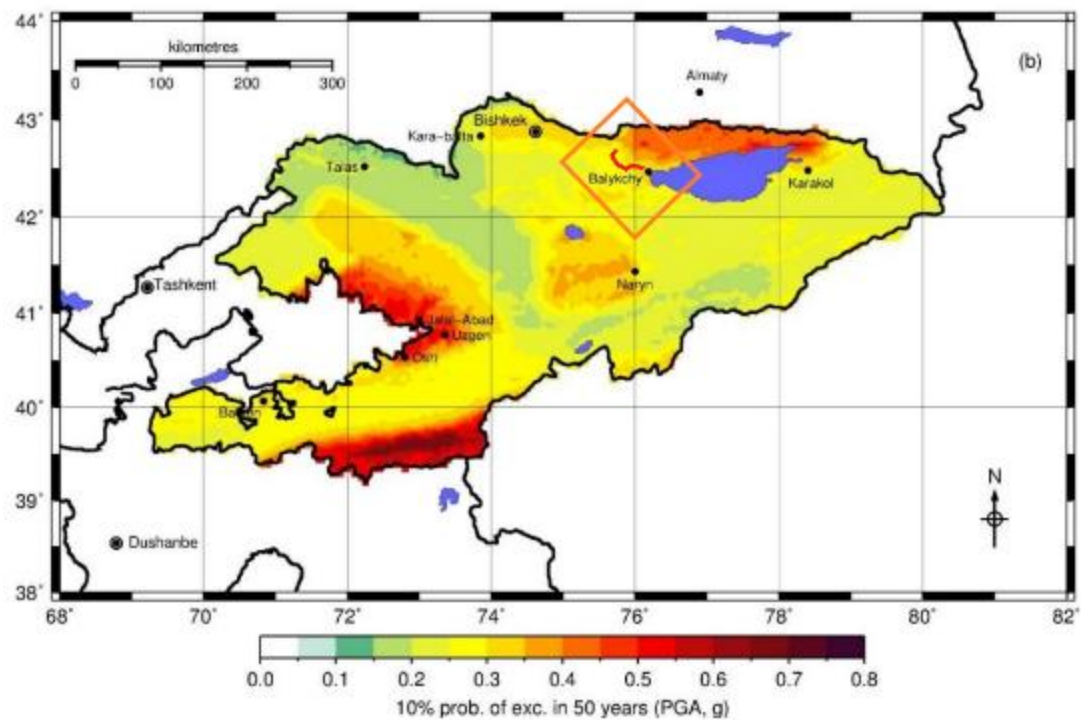 44°
kilometres
0 100 200 300
(b)
Almaty
43°
Bishkek
Kara-balta
Talas
Balykchy
Karakol
42°
Tashkent
Naryn
41°
Jalal-Abad
Uzgen
Osh
40°
Batken
39°
N
Dushanbe
38°
68° 70° 72° 74° 76° 78° 80° 82°
0.0 0.1 0.2 0.3 0.4 0.5 0.6 0.7 0.8
10% prob. of exc. in 50 years (PGA, g)